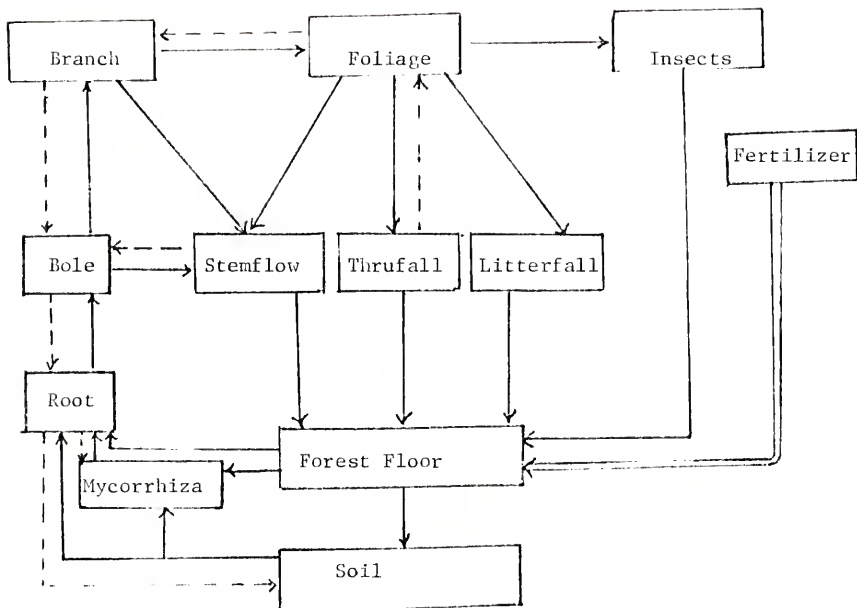 Branch
Foliage
Insects
Fertilizer
Bole
Stemflow
Thrufall
Litterfall
Root
Forest Floor
Mycorrhiza
Soil